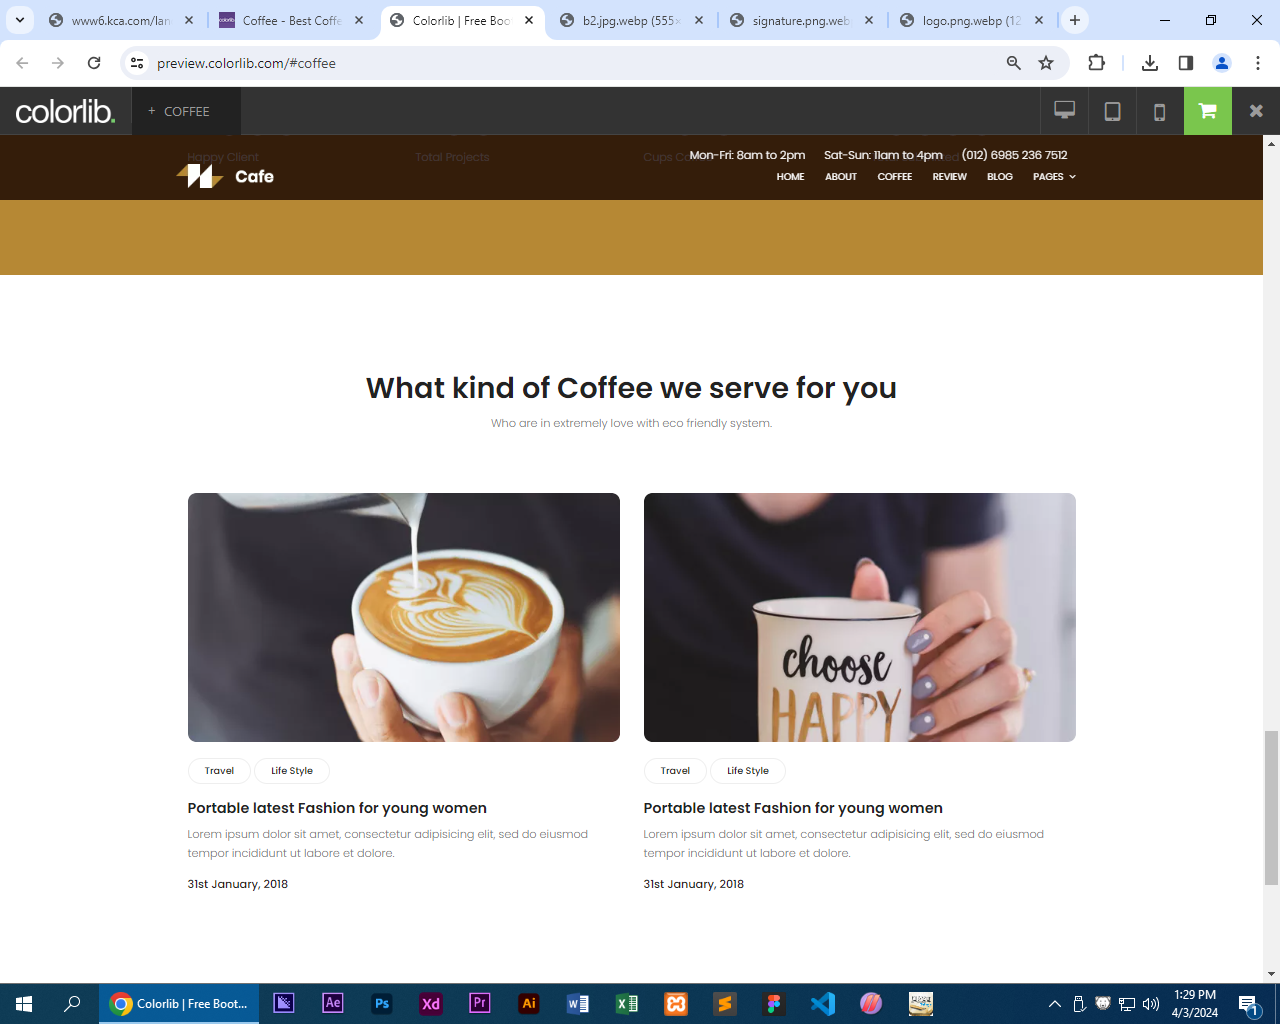 www6.kca.com/lan
Coffee - Best Coffe
Colorlib | Free Boo
b2.jpg.webp (555×
signature.png.web
logo.png.webp (12
preview.colorlib.com/#coffee
colorlib.
+ COFFEE
Happy Client
Total Projects
Cups C
Mon-Fri: 8am to 2pm
Sat-Sun: 11am to 4pm
(012) 6985 236 7512
Cafe
HOME
ABOUT
COFFEE
REVIEW
BLOG
PAGES
What kind of Coffee we serve for you
Who are in extremely love with eco friendly system.
choose
HAPPY
Travel
Life Style
Travel
Life Style
Portable latest Fashion for young women
Lorem ipsum dolor sit amet, consectetur adipisicing elit, sed do eiusmod
tempor incididunt ut labore et dolore.
31st January, 2018
Portable latest Fashion for young women
Lorem ipsum dolor sit amet, consectetur adipisicing elit, sed do eiusmod
tempor incididunt ut labore et dolore.
31st January, 2018
Colorlib | Free Boot...
Ae
Ps
Xd
Pr
Ai
1:29 PM
4/3/2024
1